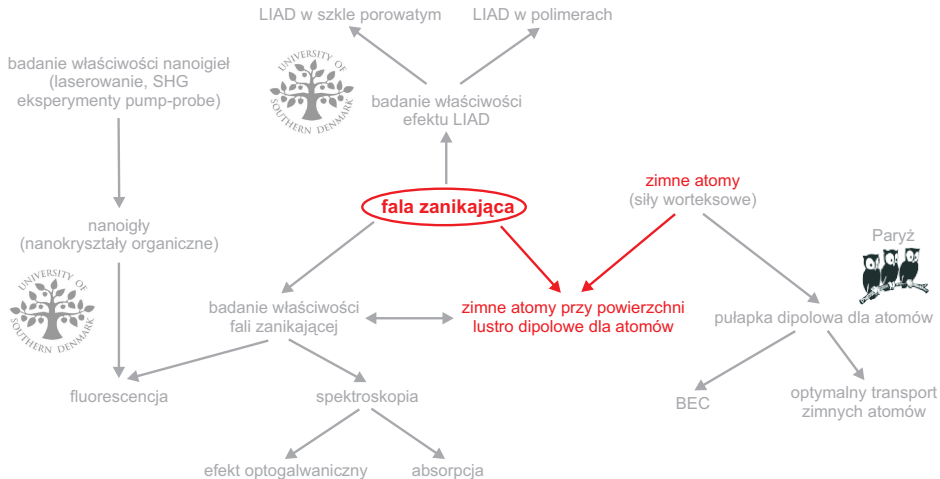 LIAD w szkle porowatym
LIAD w polimerach
badanie właściwości nanoigieł
(laserowanie, SHG
eksperymenty pump-probe)
UNIVERSITY OF
SOUTHERN DENMARK
badanie właściwości
efektu LIAD
fala zanikająca
zimne atomy
(siły worteksowe)
nanoigły
(nanokryształy organiczne)
Paryż
UNIVERSITY OF
SOUTHERN DENMARK
badanie właściwości
fali zanikającej
zimne atomy przy powierzchni
lustro dipolowe dla atomów
pułapka dipolowa dla atomów
fluorescencja
spektroskopia
BEC
optymalny transport
zimnych atomów
efekt optogalwaniczny
absorpcja